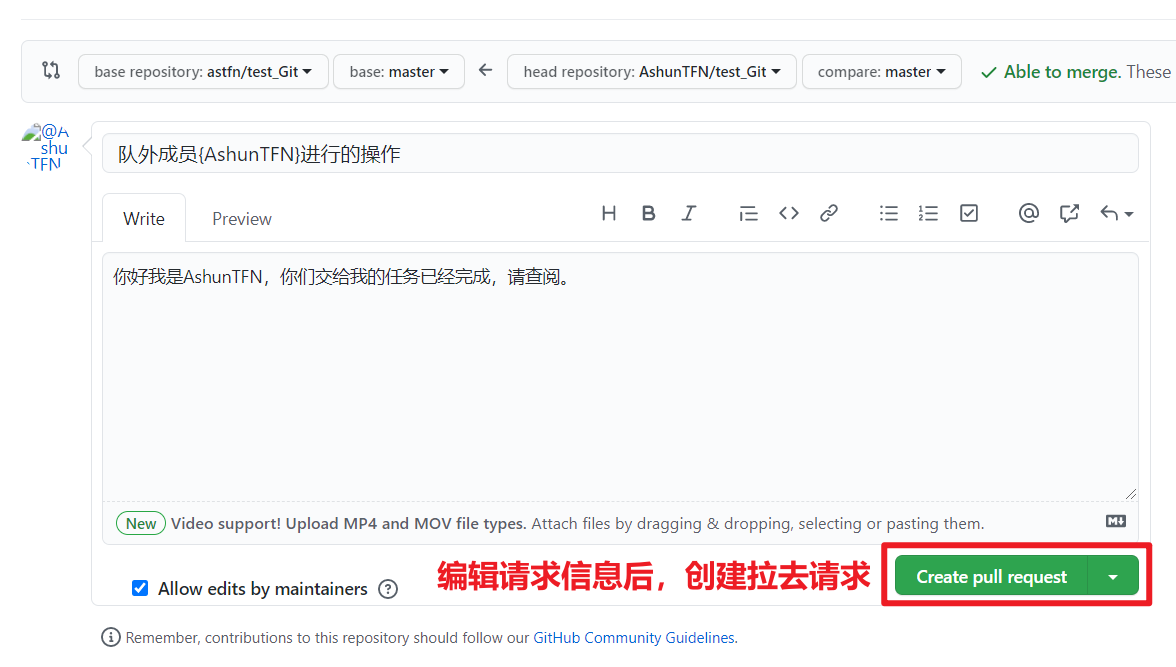 base repository: astfn/test_Git base: master head repository: AshunTFN/test_Git compare: master Able to merge. These
@A
shu
TFN
队外成员{AshunTFN}进行的操作
Write Preview
你好我是AshunTFN，你们交给我的任务已经完成，请查阅。
New Video support! Upload MP4 and MOV file types. Attach files by dragging & dropping, selecting or pasting them.
Allow edits by maintainers 编辑请求信息后，创建拉去请求 Create pull request
Remember, contributions to this repository should follow our GitHub Community Guidelines.